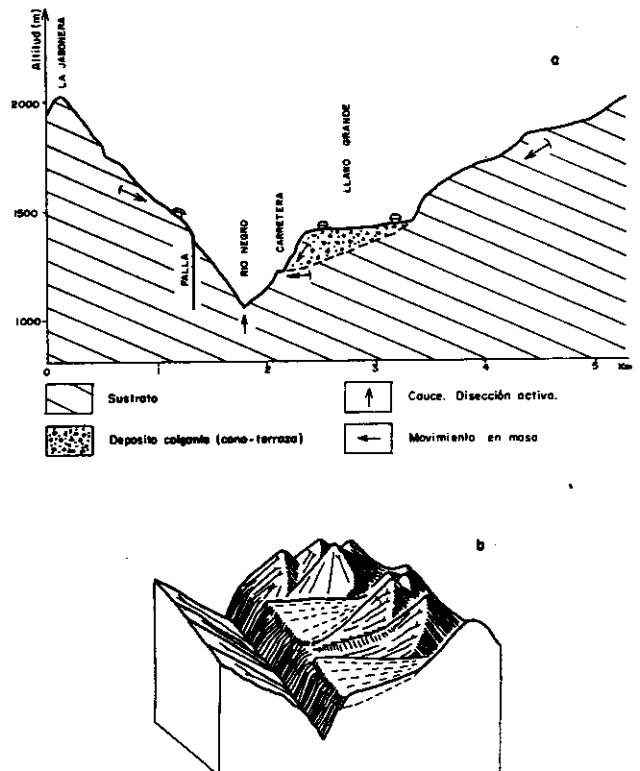 a
Altitud (m)
LA JABONERA
LLANO GRANDE
2000
1500
FALLA
RIO NEGRO
CARRETERA
1000
0
1
2
3
4
5
Km
Sustrato
Cauce. Disección activa.
Deposito colgante (cono-terraza)
Movimiento en masa
b